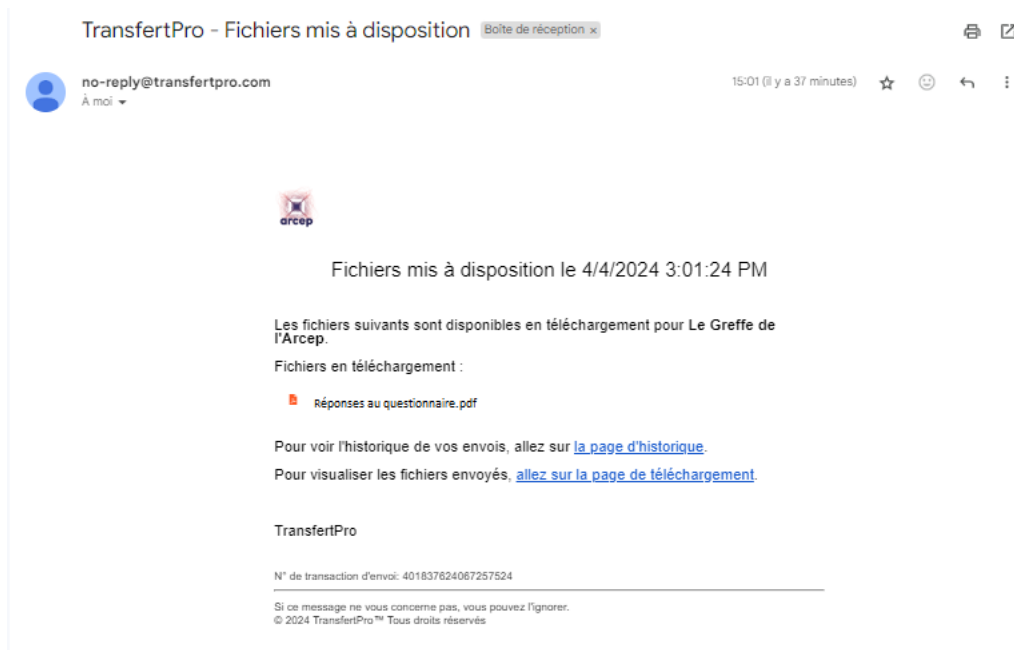 TransfertPro - Fichiers mis à disposition Boîte de réception ×
no-reply@transfertpro.com 15:01 (il y a 37 minutes)
À moi
arcep
Fichiers mis à disposition le 4/4/2024 3:01:24 PM
Les fichiers suivants sont disponibles en téléchargement pour Le Greffe de
l'Arcep.
Fichiers en téléchargement :
Réponses au questionnaire.pdf
Pour voir l'historique de vos envois, allez sur la page d'historique.
Pour visualiser les fichiers envoyés, allez sur la page de téléchargement.
TransfertPro
N° de transaction d'envoi: 401837624067257524
Si ce message ne vous concerne pas, vous pouvez l'ignorer.
© 2024 TransfertPro™ Tous droits réservés